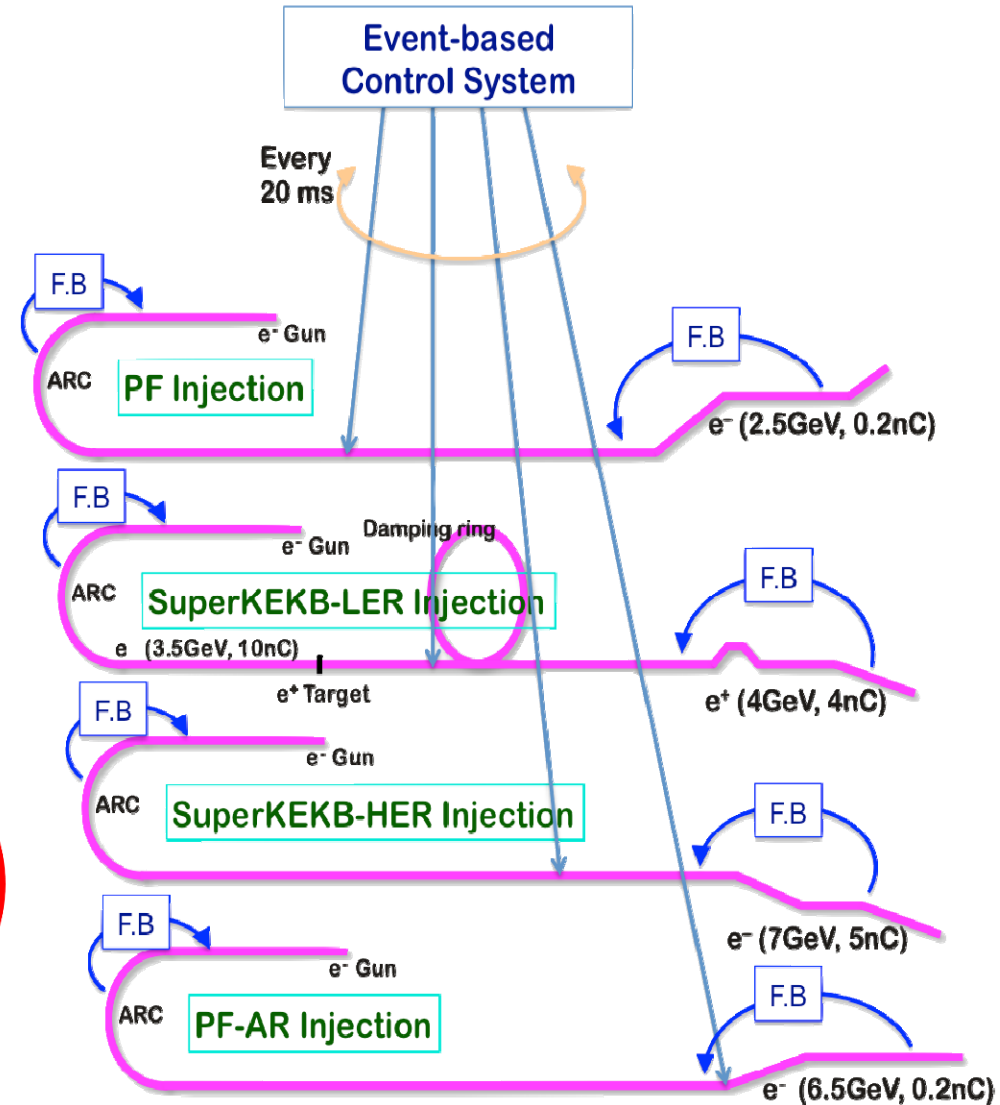 Event-based
Control System
Every
20 ms
F.B
e- Gun
ARC
PF Injection
F.B
e− (2.5GeV, 0.2nC)
F.B
e- Gun
Damping ring
ARC
SuperKEKB-LER Injection
F.B
e (3.5GeV, 10nC)
e+ Target
e+ (4GeV, 4nC)
F.B
e- Gun
ARC
SuperKEKB-HER Injection
F.B
e− (7GeV, 5nC)
F.B
e- Gun
ARC
PF-AR Injection
F.B
e- (6.5GeV, 0.2nC)